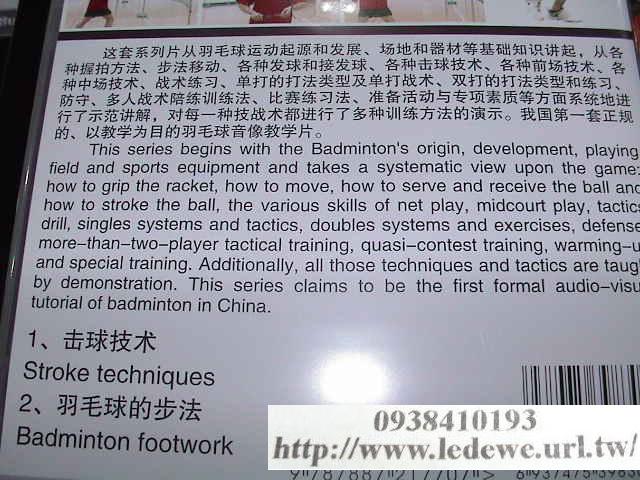 这套系列片从羽毛球运动起源和发展、场地和器材等基础知识讲起，从各
种握拍方法、步法移动、各种发球和接发球、各种击球技术、各种前场技术、各
种中场技术、战术练习、单打的打法类型及单打战术、双打的打法类型和练习、
防守、多人战术陪练训练法、比赛练习法、准备活动与专项素质等方面系统地进
行了示范讲解，对每一种技战术都进行了多种训练方法的演示。我国第一套正规
的、以教学为目的羽毛球音像教学片。
This series begins with the Badminton's origin, development, playing
field and sports equipment and takes a systematic view upon the game:
how to grip the racket, how to move, how to serve and receive the ball and
how to stroke the ball, the various skills of net play, midcourt play, tactics
drill, singles systems and tactics, doubles systems and exercises, defense
more-than-two-player tactical training, quasi-contest training, warming-u
and special training. Additionally, all those techniques and tactics are taug
by demonstration. This series claims to be the first formal audio-visu
tutorial of badminton in China.
1、击球技术
Stroke techniques
2、羽毛球的步法
Badminton footwork
0938410193
http://www.ledewe.url.tw/